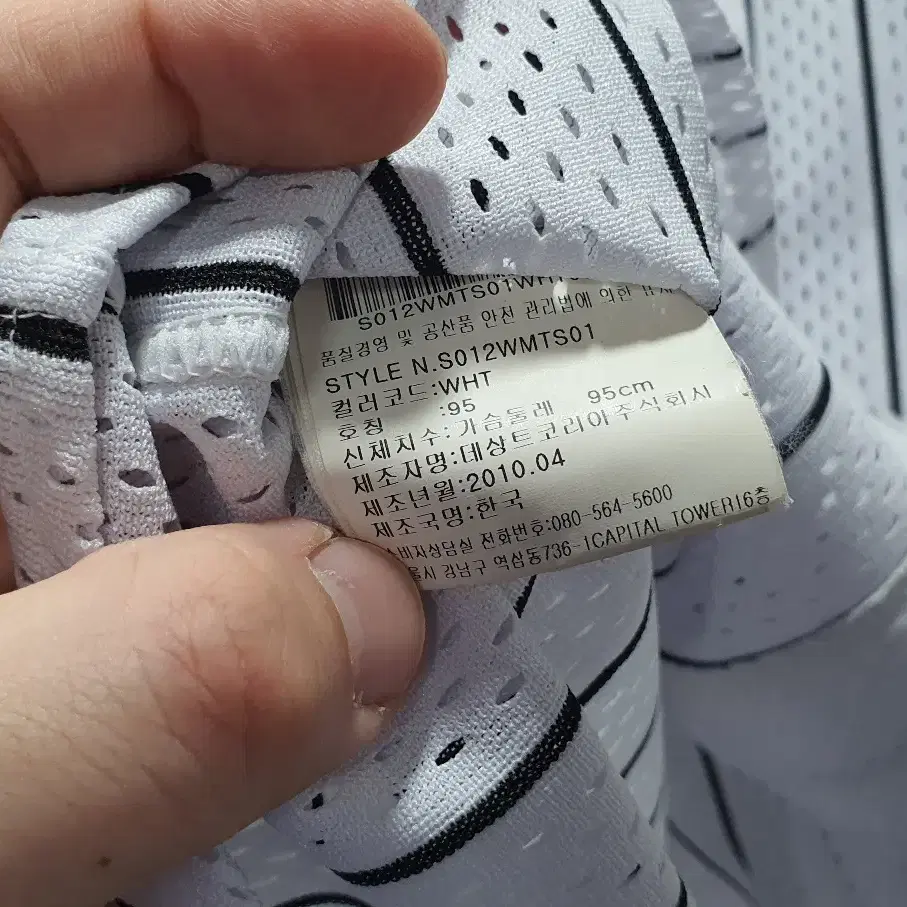 S012WMTS01WHT
품질경영 및 공산품 안전 관리법에 의한 표시
STYLE N.S012WMTS01
컬러코드:WHT
호칭 :95
신체치수:가슴둘레 95cm
제조자명:데상트코리아주식회사
제조년월:2010.04
제조국명:한국
소비자상담실 전화번호:080-564-5600
강남구 역삼동736-1CAPITAL TOWER16층